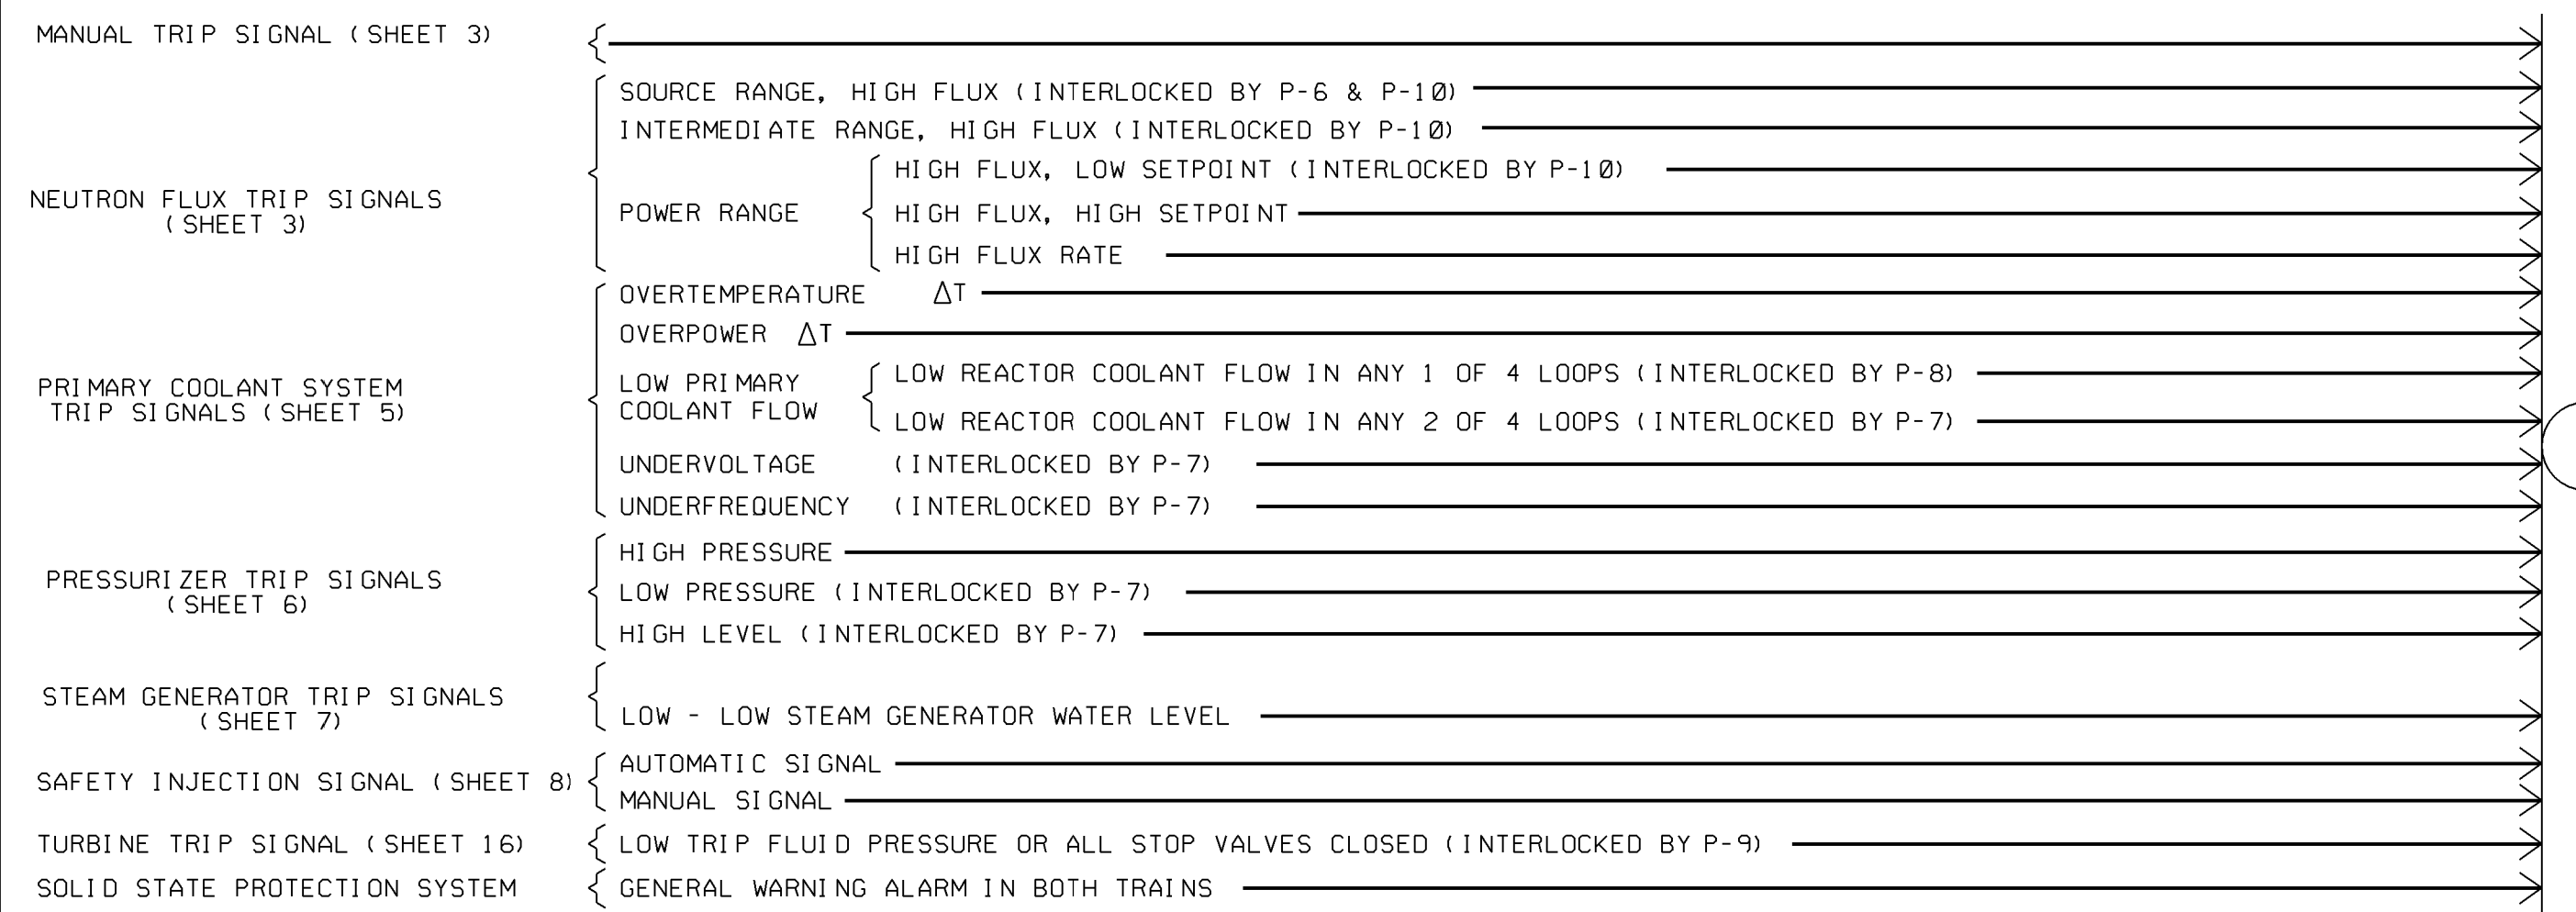 MANUAL TRIP SIGNAL (SHEET 3)
NEUTRON FLUX TRIP SIGNALS
(SHEET 3)
SOURCE RANGE, HIGH FLUX (INTERLOCKED BY P-6 & P-10)
INTERMEDIATE RANGE, HIGH FLUX (INTERLOCKED BY P-10)
POWER RANGE
HIGH FLUX, LOW SETPOINT (INTERLOCKED BY P-10)
HIGH FLUX, HIGH SETPOINT
HIGH FLUX RATE
PRIMARY COOLANT SYSTEM
TRIP SIGNALS (SHEET 5)
OVERTEMPERATURE ΔT
OVERPOWER ΔT
LOW PRIMARY
COOLANT FLOW
LOW REACTOR COOLANT FLOW IN ANY 1 OF 4 LOOPS (INTERLOCKED BY P-8)
LOW REACTOR COOLANT FLOW IN ANY 2 OF 4 LOOPS (INTERLOCKED BY P-7)
UNDERVOLTAGE (INTERLOCKED BY P-7)
UNDERFREQUENCY (INTERLOCKED BY P-7)
PRESSURIZER TRIP SIGNALS
(SHEET 6)
HIGH PRESSURE
LOW PRESSURE (INTERLOCKED BY P-7)
HIGH LEVEL (INTERLOCKED BY P-7)
STEAM GENERATOR TRIP SIGNALS
(SHEET 7)
LOW - LOW STEAM GENERATOR WATER LEVEL
SAFETY INJECTION SIGNAL (SHEET 8)
AUTOMATIC SIGNAL
MANUAL SIGNAL
TURBINE TRIP SIGNAL (SHEET 16)
LOW TRIP FLUID PRESSURE OR ALL STOP VALVES CLOSED (INTERLOCKED BY P-9)
SOLID STATE PROTECTION SYSTEM
GENERAL WARNING ALARM IN BOTH TRAINS